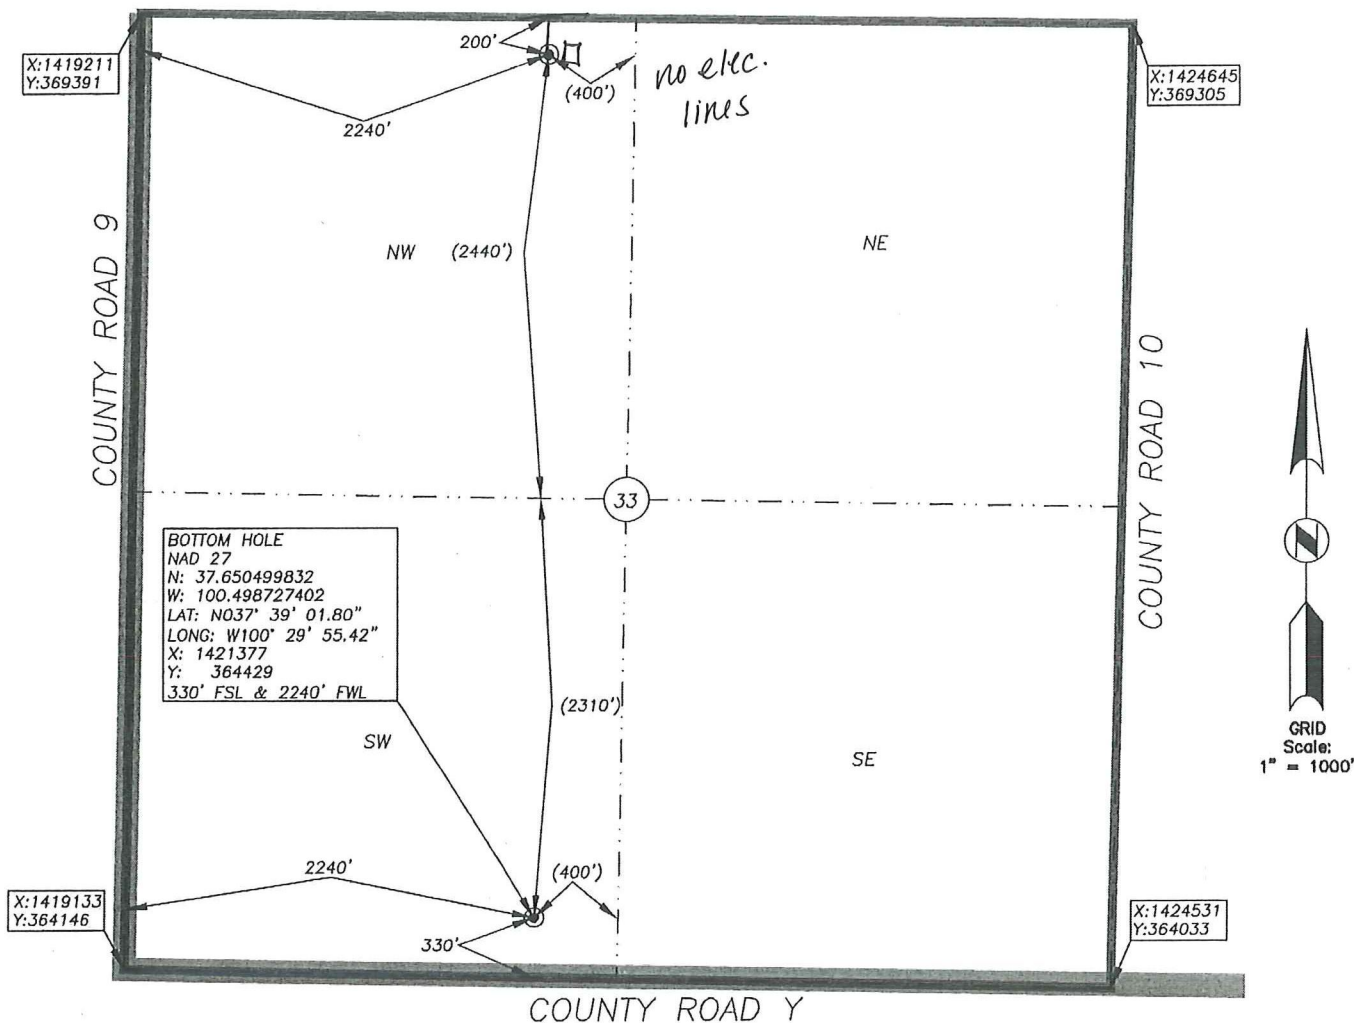 X:1419211
Y:369391
200'
(400')
2240'
no elec.
lines
X:1424645
Y:369305
COUNTY ROAD 9
NW
(2440')
NE
COUNTY ROAD 10
33
BOTTOM HOLE
NAD 27
N: 37.650499832
W: 100.498727402
LAT: N037° 39' 01.80"
LONG: W100° 29' 55.42"
X: 1421377
Y: 364429
330' FSL & 2240' FWL
(2310')
SW
SE
N
GRID
Scale:
1" = 1000'
2240'
(400')
330'
X:1419133
Y:364146
X:1424531
Y:364033
COUNTY ROAD Y